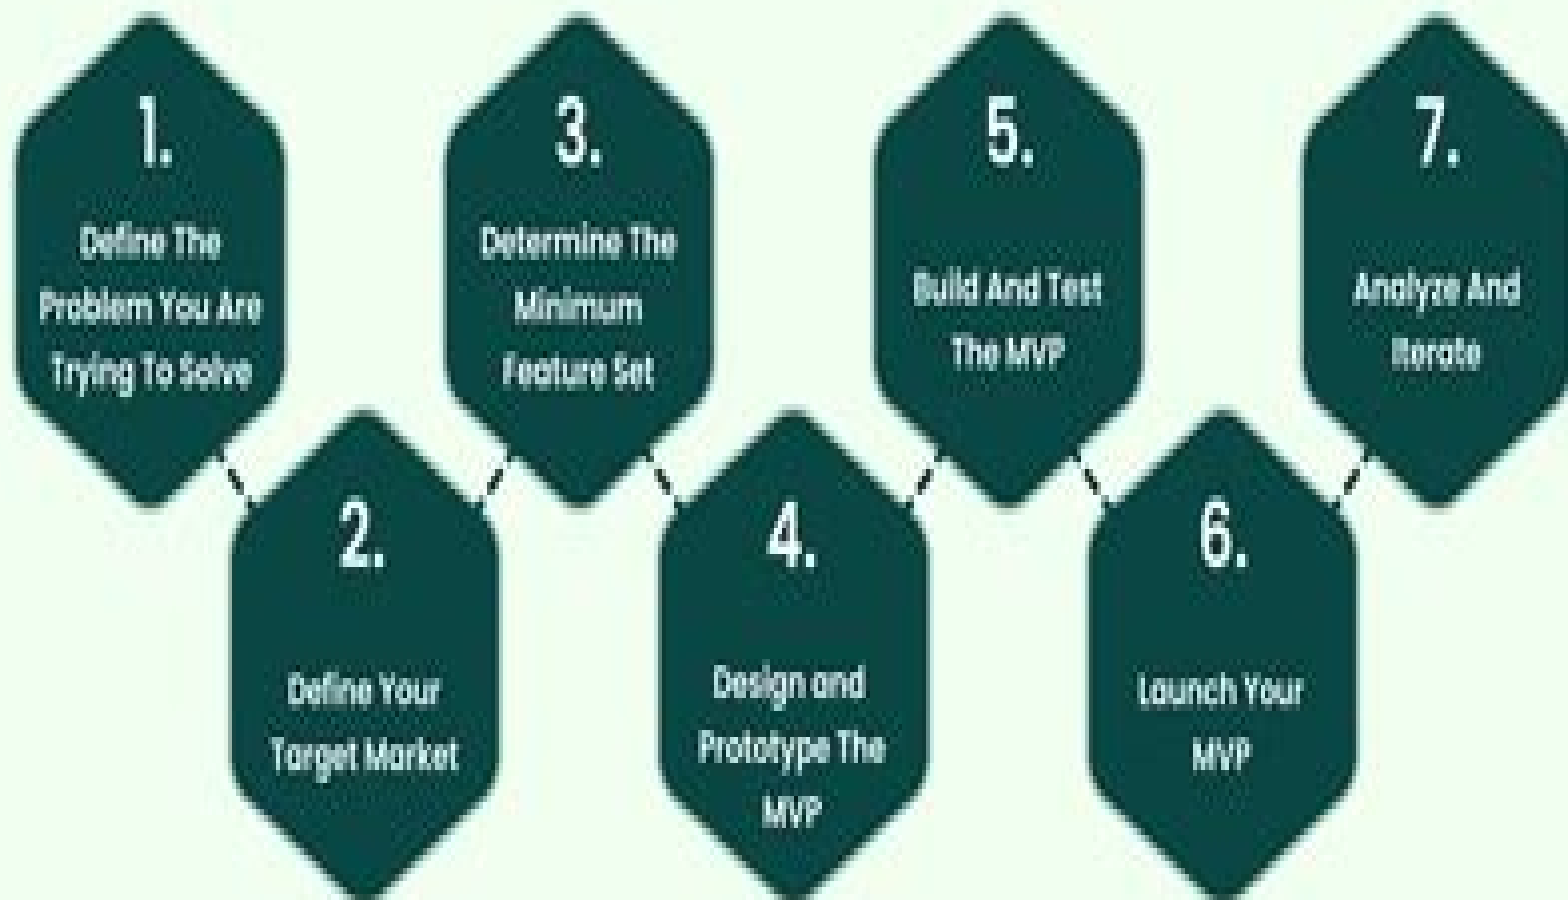 1.
Define The
Problem You Are
Trying To Solve
2.
Define Your
Target Market
3.
Determine The
Minimum
Feature Set
4.
Design and
Prototype The
MVP
5.
Build And Test
The MVP
6.
Launch Your
MVP
7.
Analyze And
Iterate